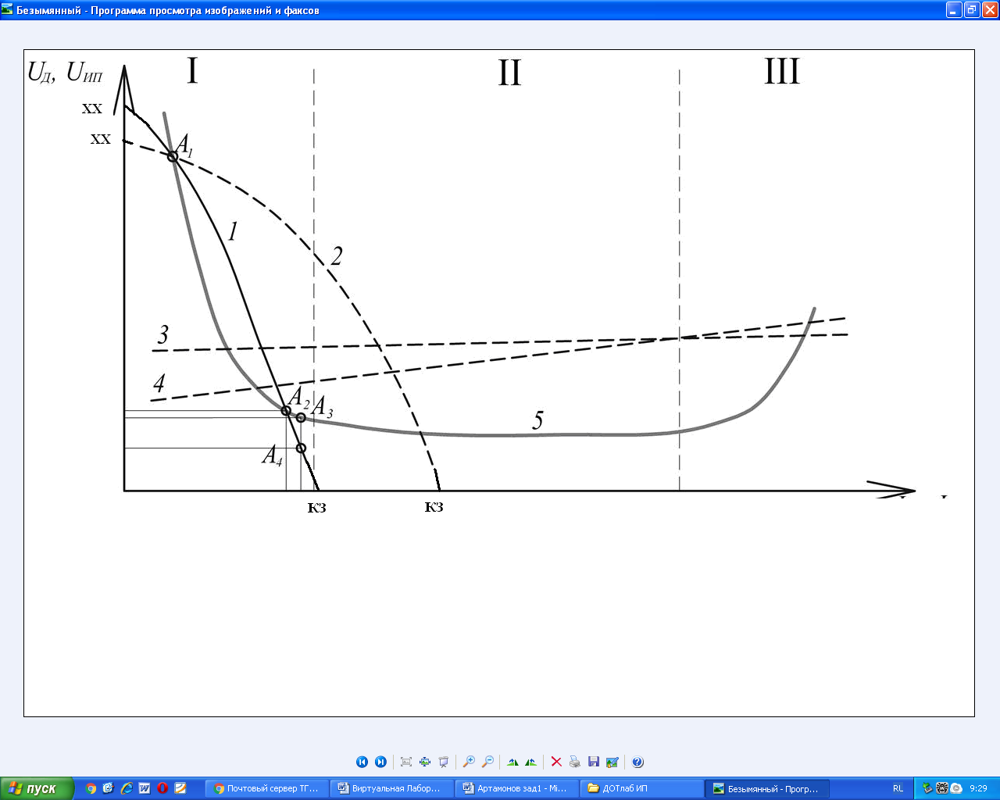 Безымянный - Программа просмотра изображений и факсов
I II III
UД, UИП
xx
xx
A1
1
2
3
4
A2 A3
5
A4
кз кз
пуск
Почтовый сервер ТГ...
Виртуальная Лабор...
Артамонов зад1 - Mi...
ДОТлаб ИП
Безымянный - Прогр...
RL
9:29